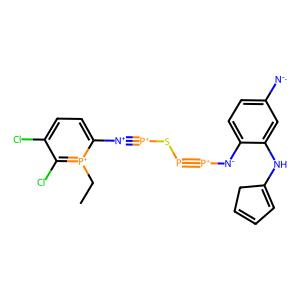 N⁻·
Cl N⁺ P⁺ S
P⁺ P P⁺ N⁻ NH
Cl